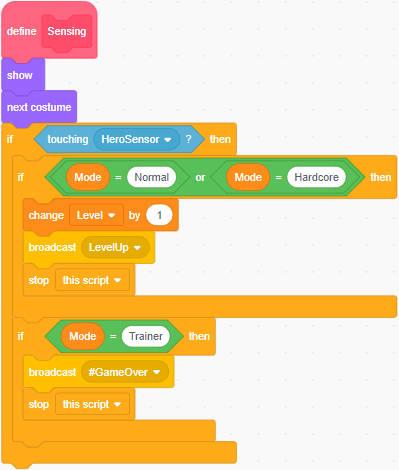 define Sensing
show
next costume
if touching HeroSensor ? then
if Mode = Normal or Mode = Hardcore then
change Level by 1
broadcast LevelUp
stop this script
if Mode = Trainer then
broadcast #GameOver
stop this script